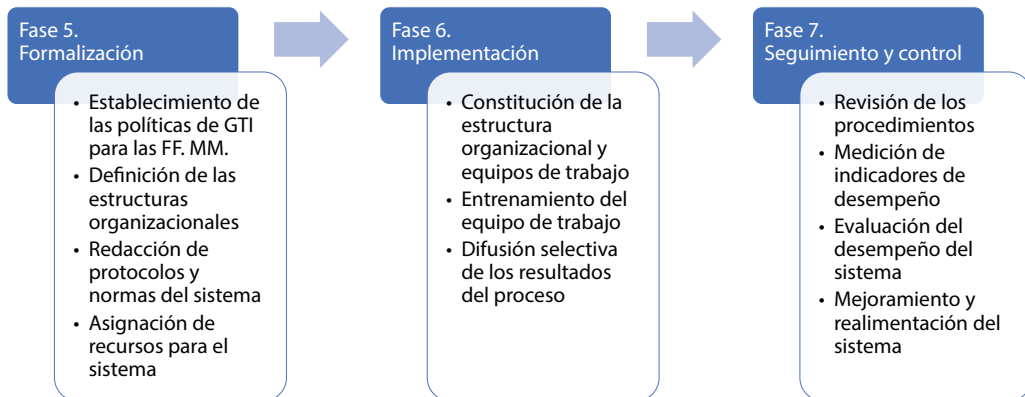 Fase 5.
Formalización
• Establecimiento de
las políticas de GTI
para las FF. MM.
• Definición de las
estructuras
organizacionales
• Redacción de
protocolos y
normas del sistema
• Asignación de
recursos para el
sistema
Fase 6.
Implementación
• Constitución de la
estructura
organizacional y
equipos de trabajo
• Entrenamiento del
equipo de trabajo
• Difusión selectiva
de los resultados
del proceso
Fase 7.
Seguimiento y control
• Revisión de los
procedimientos
• Medición de
indicadores de
desempeño
• Evaluación del
desempeño del
sistema
• Mejoramiento y
realimentación del
sistema